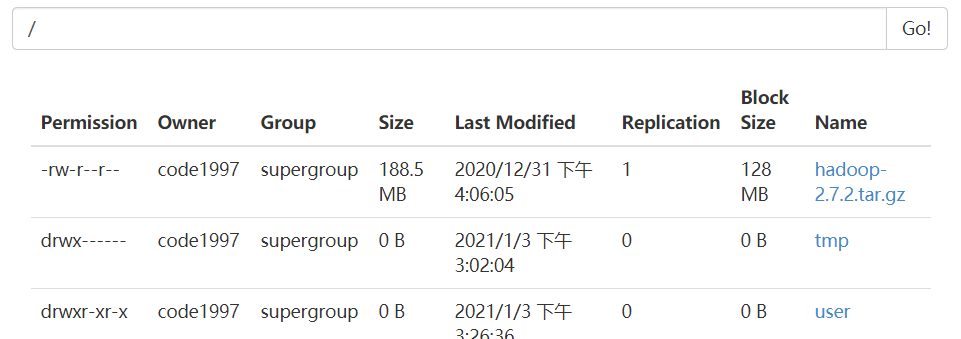 / Go!
Permission Owner Group Size Last Modified Replication Block Size Name
-rw-r--r-- code1997 supergroup 188.5 MB 2020/12/31 下午 4:06:05 1 128 MB hadoop-2.7.2.tar.gz
drwx------ code1997 supergroup 0 B 2021/1/3 下午 3:02:04 0 0 B tmp
drwxr-xr-x code1997 supergroup 0 B 2021/1/3 下午 3:26:36 0 0 B user